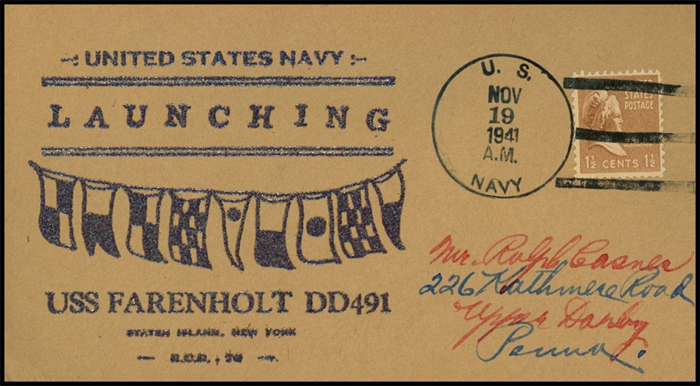 -: UNITED STATES NAVY :-
LAUNCHING
USS FARENHOLT DD491
STATEN ISLAND, NEW YORK
U. S.
NOV
19
1941
A.M.
NAVY
STATES
POSTAGE
1½ CENTS 1½
Mr. Ralph Casner
226 Kathmere Road
Upper Darby
Penna.